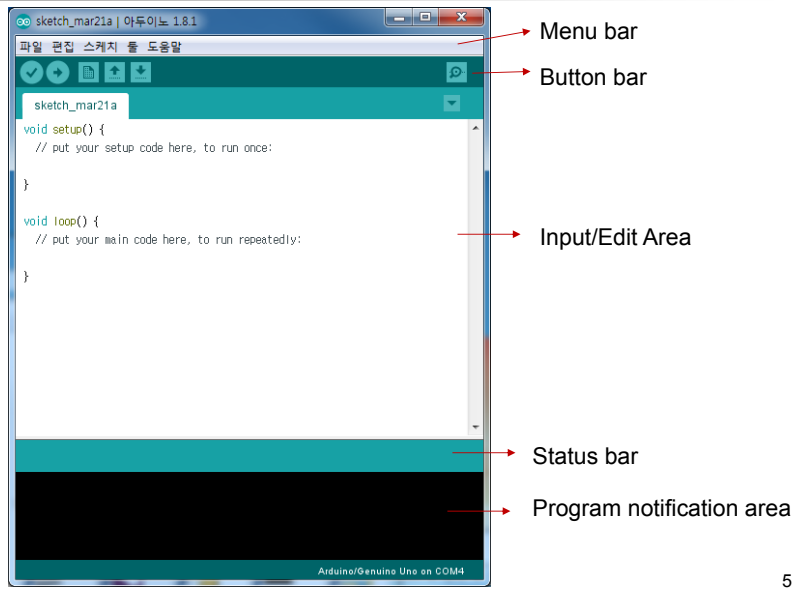 sketch_mar21a | 아두이노 1.8.1
파일 편집 스케치 툴 도움말
Menu bar
Button bar
sketch_mar21a
void setup() {
// put your setup code here, to run once:
}
void loop() {
// put your main code here, to run repeatedly:
}
Input/Edit Area
Status bar
Program notification area
Arduino/Genuino Uno on COM4
5